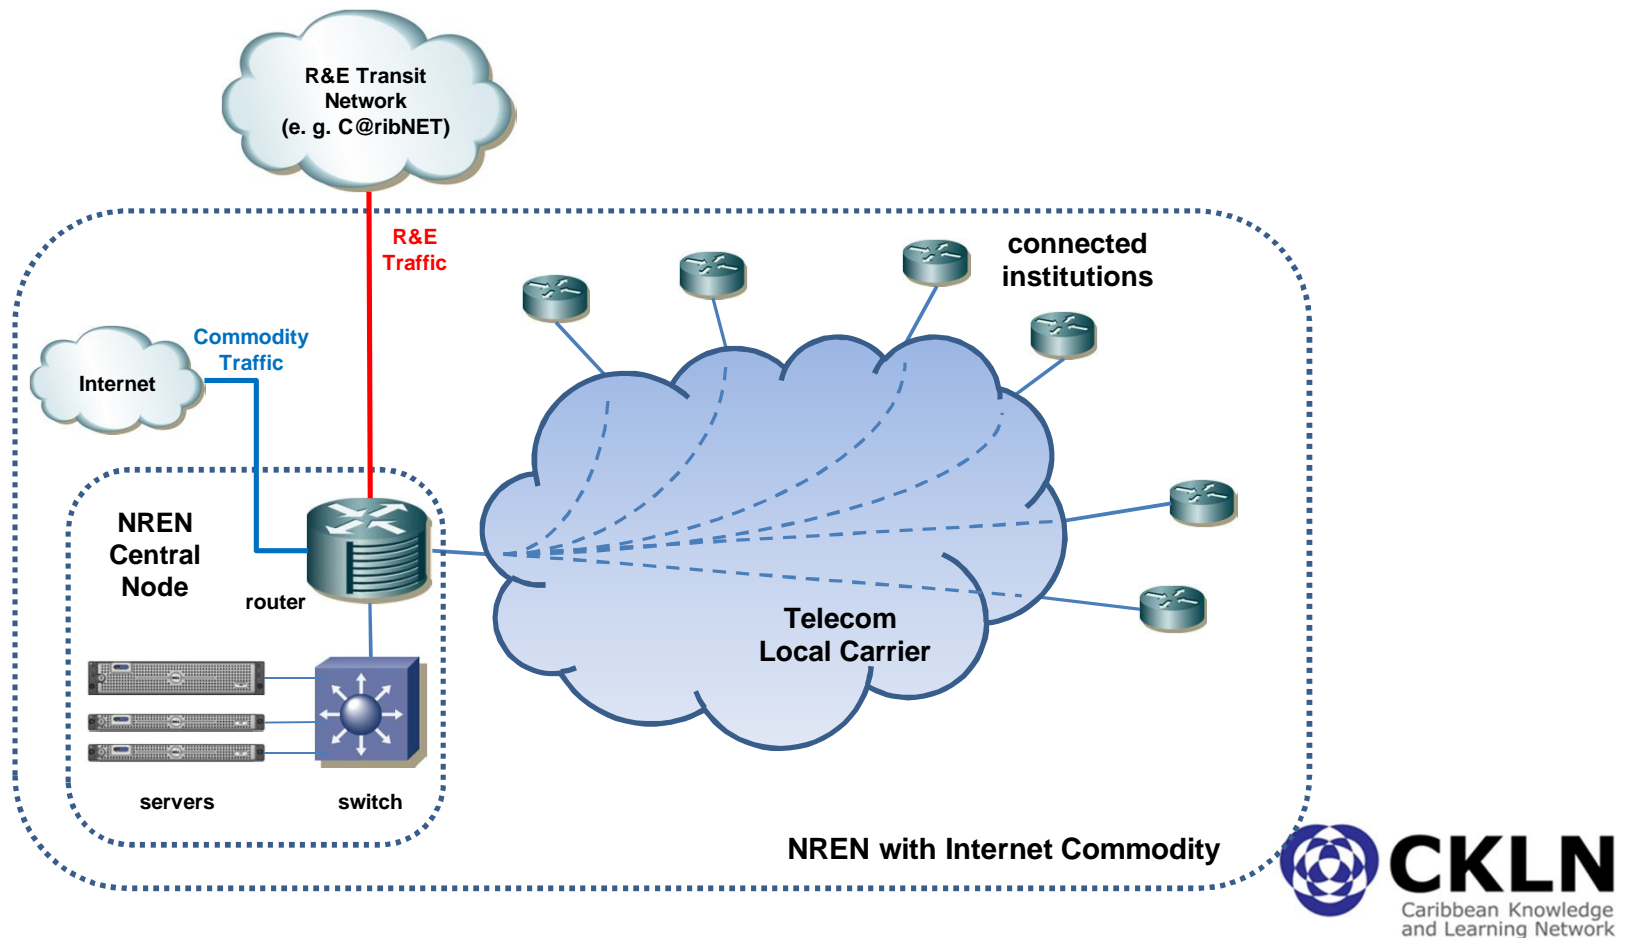 R&E Transit
Network
(e. g. C@ribNET)
R&E
Traffic
connected
institutions
Commodity
Traffic
Internet
NREN
Central
Node
router
Telecom
Local Carrier
servers
switch
NREN with Internet Commodity
CKLN
Caribbean Knowledge
and Learning Network